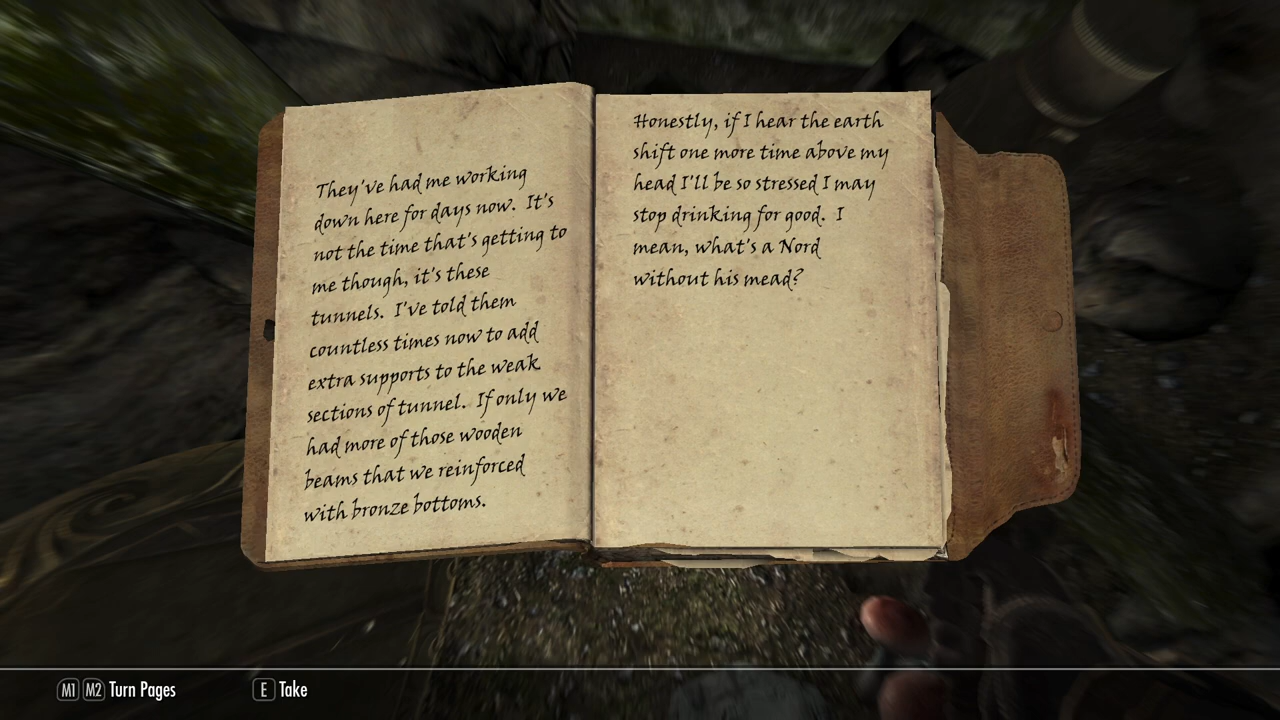 They've had me working
down here for days now.  It's
not the time that's getting to
me though, it's these
tunnels.  I've told them
countless times now to add
extra supports to the weak
sections of tunnel.  If only we
had more of those wooden
beams that we reinforced
with bronze bottoms.
Honestly, if I hear the earth
shift one more time above my
head I'll be so stressed I may
stop drinking for good.  I
mean, what's a Nord
without his mead?
M1 M2 Turn Pages
E Take